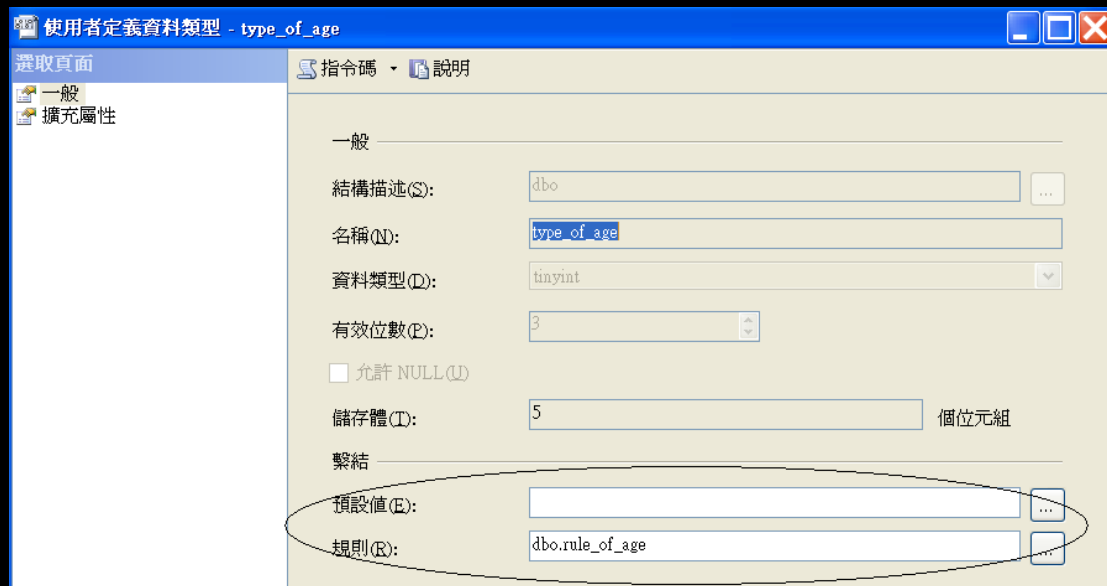 使用者定義資料類型 - type_of_age
選取頁面
一般
擴充屬性
指令碼 說明
一般
結構描述(S): dbo ...
名稱(N): type_of_age
資料類型(D): tinyint
有效位數(P): 3
允許 NULL(U)
儲存體(T): 5 個位元組
繫結
預設值(E): ...
規則(R): dbo.rule_of_age ...